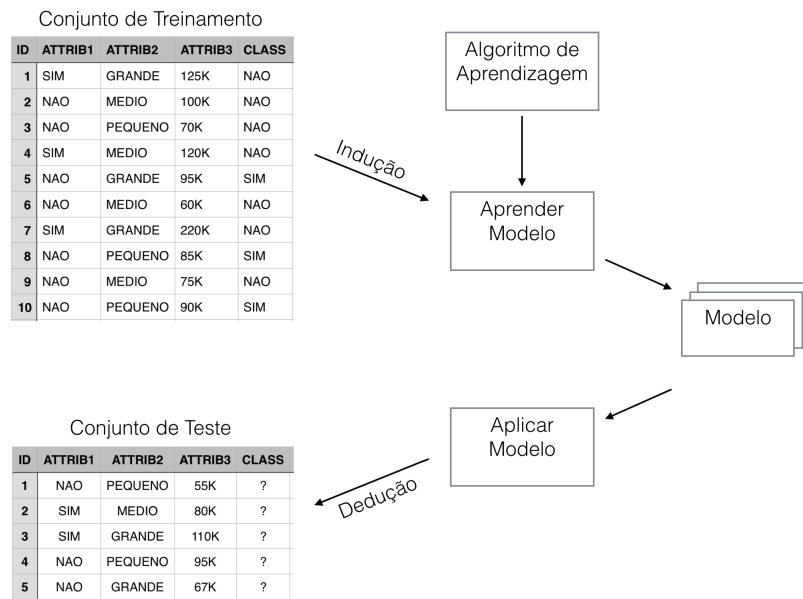 Conjunto de Treinamento
ID ATTRIB1 ATTRIB2 ATTRIB3 CLASS
1 SIM GRANDE 125K NAO
2 NAO MEDIO 100K NAO
3 NAO PEQUENO 70K NAO
4 SIM MEDIO 120K NAO
5 NAO GRANDE 95K SIM
6 NAO MEDIO 60K NAO
7 SIM GRANDE 220K NAO
8 NAO PEQUENO 85K SIM
9 NAO MEDIO 75K NAO
10 NAO PEQUENO 90K SIM
Indução
Algoritmo de
Aprendizagem
Aprender
Modelo
Modelo
Aplicar
Modelo
Dedução
Conjunto de Teste
ID ATTRIB1 ATTRIB2 ATTRIB3 CLASS
1 NAO PEQUENO 55K ?
2 SIM MEDIO 80K ?
3 SIM GRANDE 110K ?
4 NAO PEQUENO 95K ?
5 NAO GRANDE 67K ?